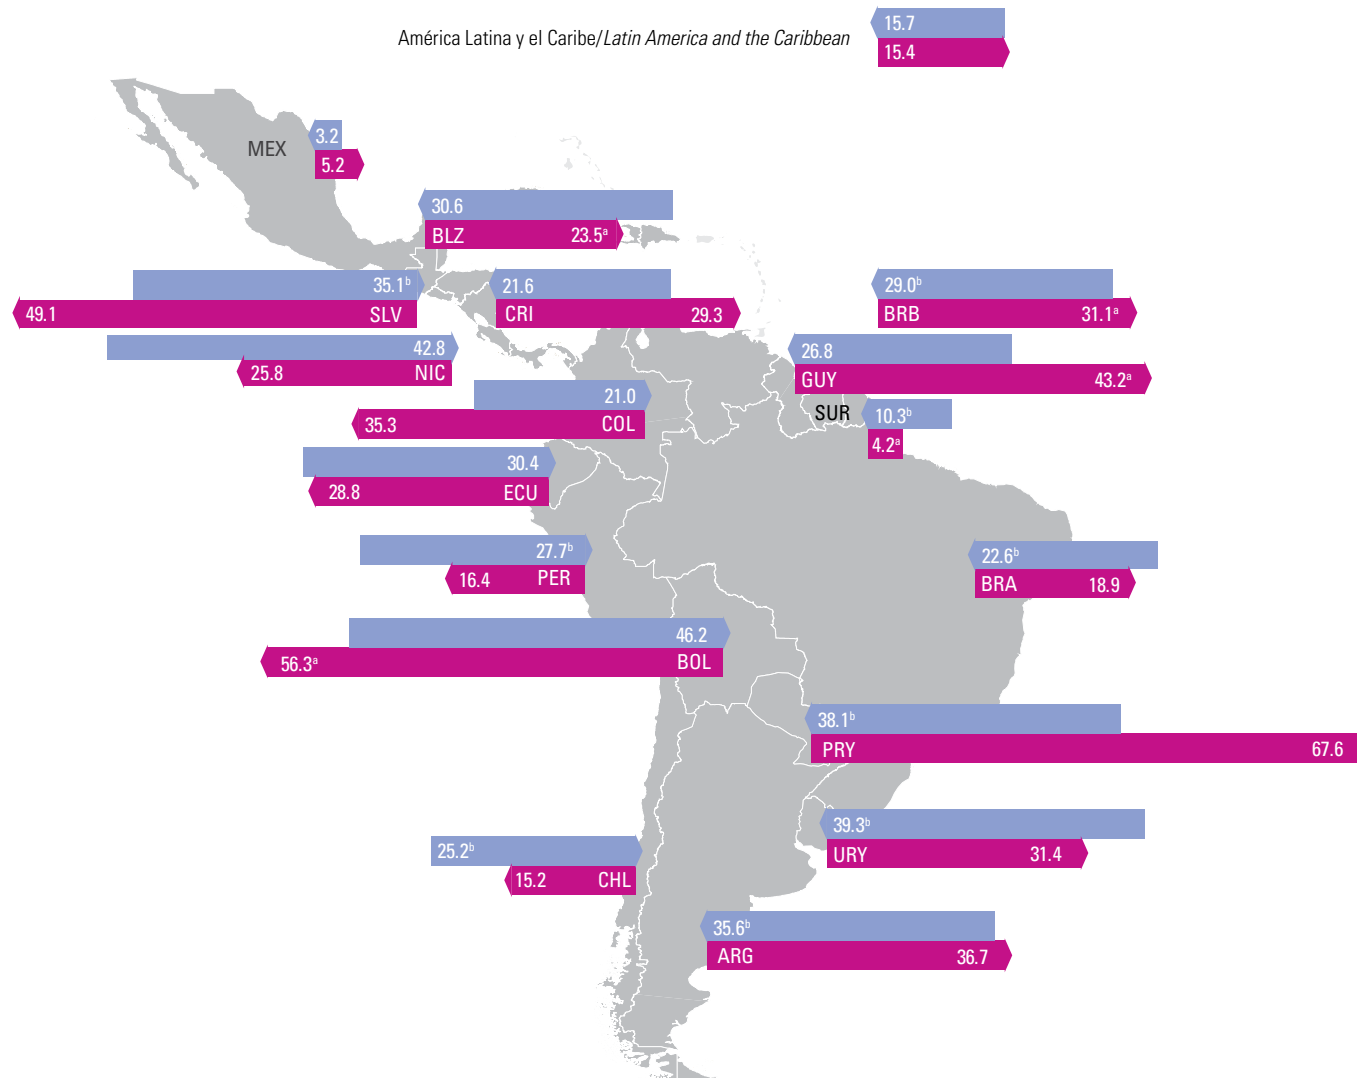 América Latina y el Caribe/Latin America and the Caribbean
15.7
15.4
MEX
3.2
5.2
30.6
BLZ 23.5ᵃ
35.1ᵇ
49.1 SLV
21.6
CRI 29.3
29.0ᵇ
BRB 31.1ᵃ
42.8
25.8 NIC
26.8
GUY 43.2ᵃ
21.0
35.3 COL
SUR
10.3ᵇ
4.2ᵃ
30.4
28.8 ECU
27.7ᵇ
16.4 PER
22.6ᵇ
BRA 18.9
46.2
56.3ᵃ BOL
38.1ᵇ
PRY 67.6
39.3ᵇ
URY 31.4
25.2ᵇ
15.2 CHL
35.6ᵇ
ARG 36.7